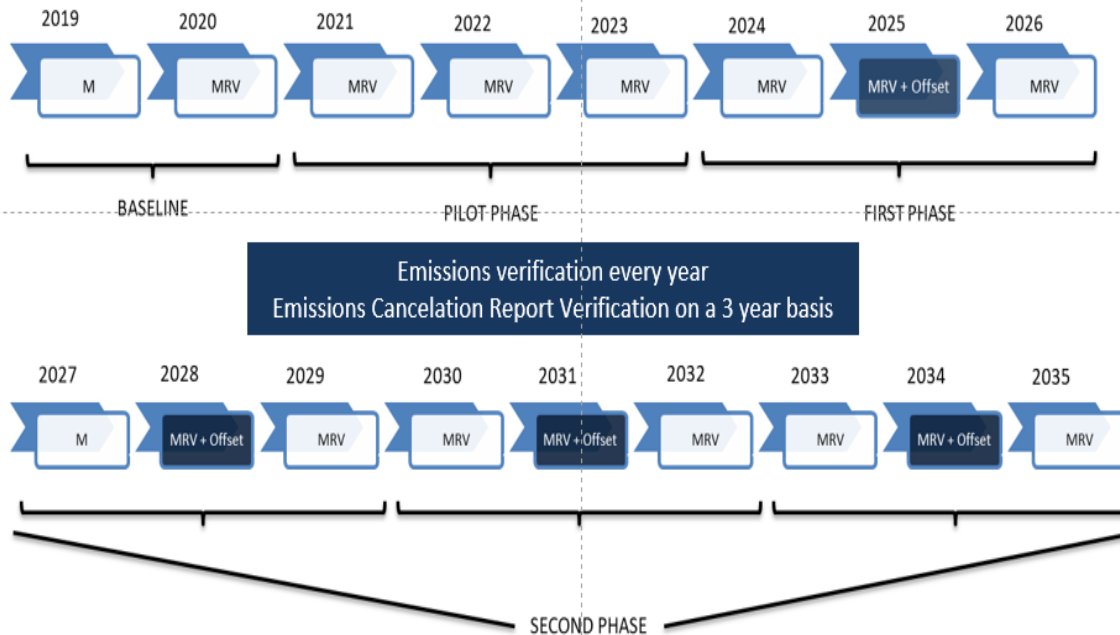 2019 2020 2021 2022 2023 2024 2025 2026
M MRV MRV MRV MRV MRV MRV + Offset MRV
BASELINE PILOT PHASE FIRST PHASE
Emissions verification every year
Emissions Cancelation Report Verification on a 3 year basis
2027 2028 2029 2030 2031 2032 2033 2034 2035
M MRV + Offset MRV MRV MRV + Offset MRV MRV MRV + Offset MRV
SECOND PHASE